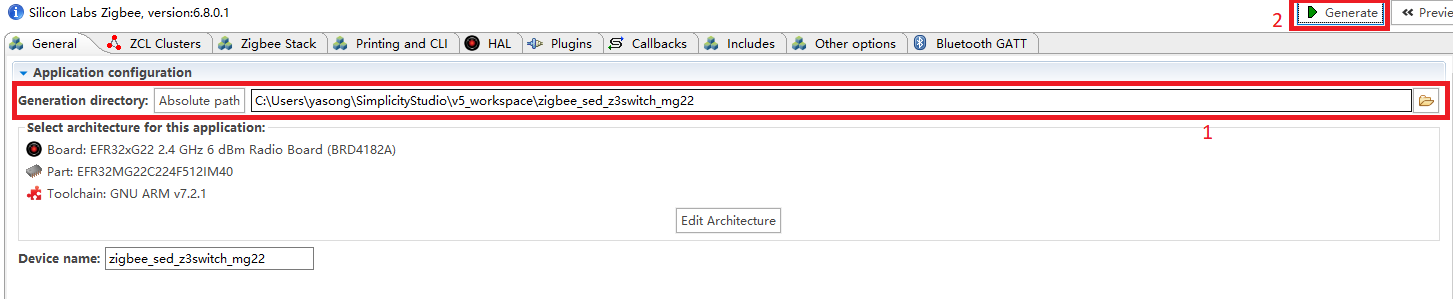 Silicon Labs Zigbee, version:6.8.0.1
2 Generate Previe
General ZCL Clusters Zigbee Stack Printing and CLI HAL Plugins Callbacks Includes Other options Bluetooth GATT
Application configuration
Generation directory: Absolute path C:\Users\yasong\SimplicityStudio\v5_workspace\zigbee_sed_z3switch_mg22
1
Select architecture for this application:
Board: EFR32xG22 2.4 GHz 6 dBm Radio Board (BRD4182A)
Part: EFR32MG22C224F512IM40
Toolchain: GNU ARM v7.2.1
Edit Architecture
Device name: zigbee_sed_z3switch_mg22